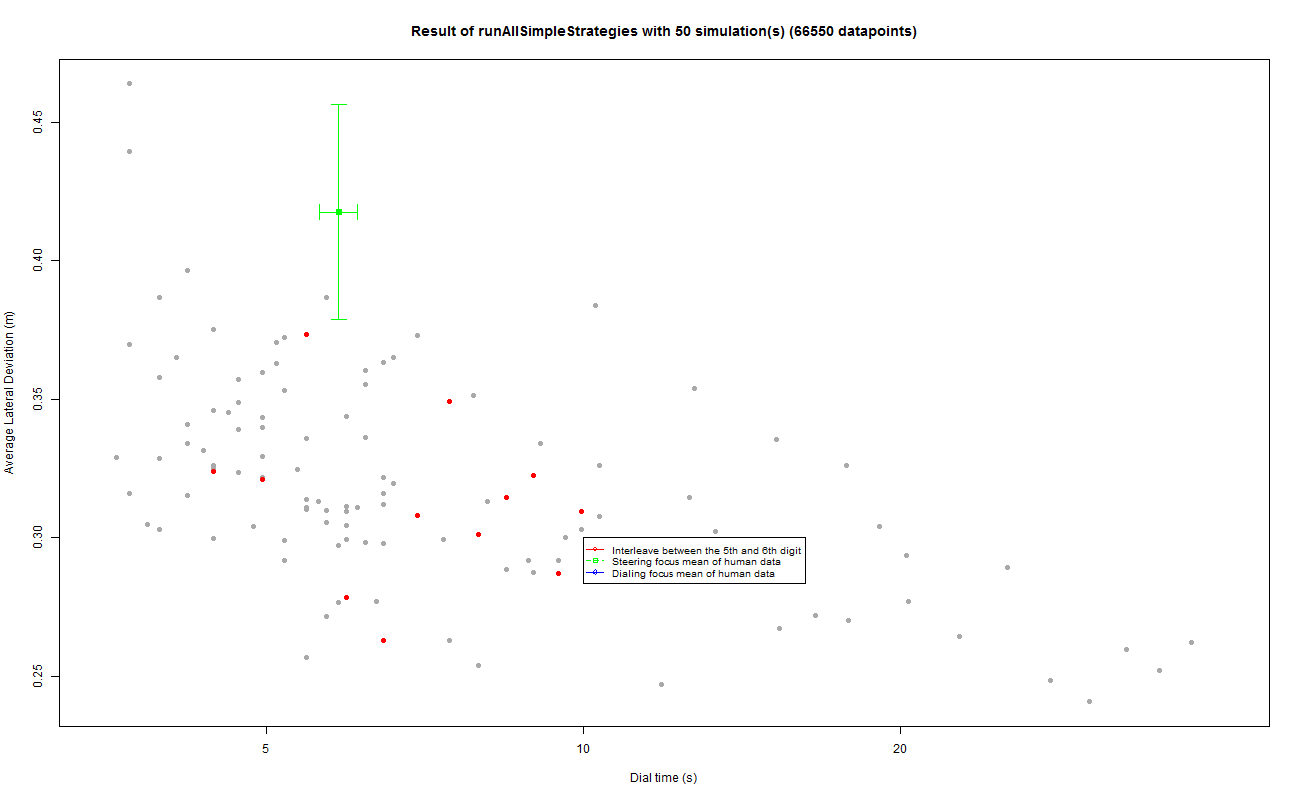 Result of runAllSimpleStrategies with 50 simulation(s) (66550 datapoints)
Average Lateral Deviation (m)
0.45
0.40
0.35
0.30
0.25
Interleave between the 5th and 6th digit
Steering focus mean of human data
Dialing focus mean of human data
5 10 20
Dial time (s)